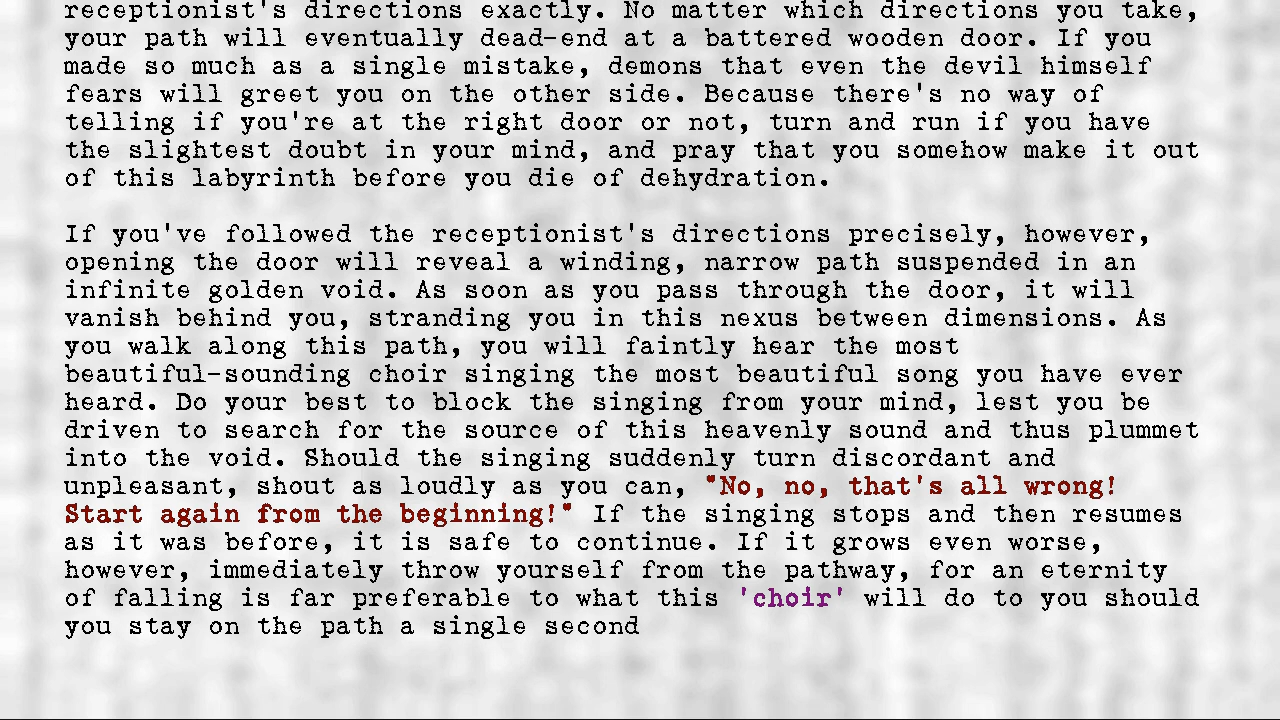 receptionist's directions exactly. No matter which directions you take,
your path will eventually dead-end at a battered wooden door. If you
made so much as a single mistake, demons that even the devil himself
fears will greet you on the other side. Because there's no way of
telling if you're at the right door or not, turn and run if you have
the slightest doubt in your mind, and pray that you somehow make it out
of this labyrinth before you die of dehydration.

If you've followed the receptionist's directions precisely, however,
opening the door will reveal a winding, narrow path suspended in an
infinite golden void. As soon as you pass through the door, it will
vanish behind you, stranding you in this nexus between dimensions. As
you walk along this path, you will faintly hear the most
beautiful-sounding choir singing the most beautiful song you have ever
heard. Do your best to block the singing from your mind, lest you be
driven to search for the source of this heavenly sound and thus plummet
into the void. Should the singing suddenly turn discordant and
unpleasant, shout as loudly as you can, "No, no, that's all wrong!
Start again from the beginning!" If the singing stops and then resumes
as it was before, it is safe to continue. If it grows even worse,
however, immediately throw yourself from the pathway, for an eternity
of falling is far preferable to what this 'choir' will do to you should
you stay on the path a single second